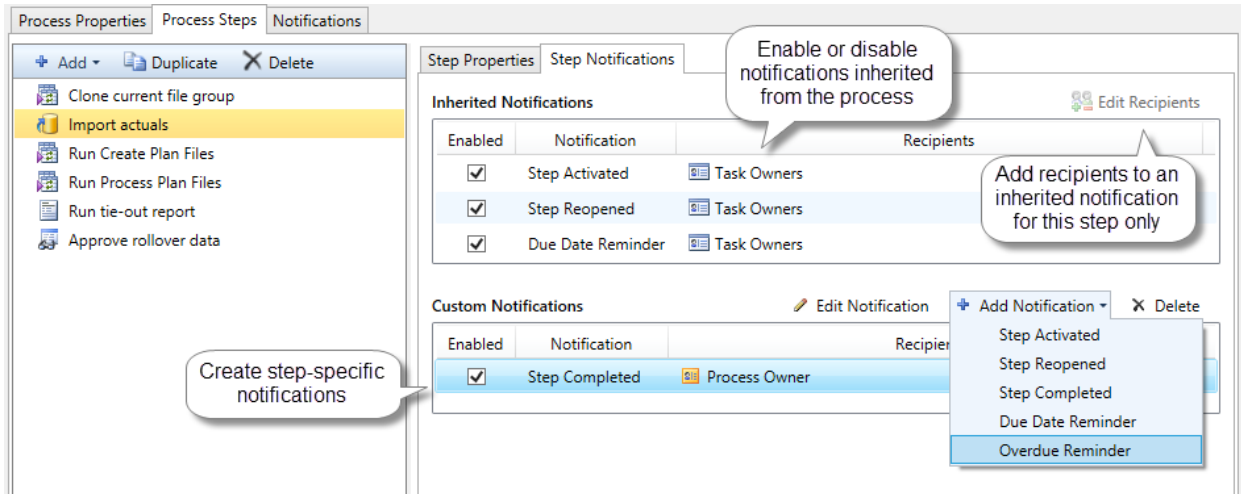 Process Properties Process Steps Notifications
Add Duplicate Delete
Clone current file group
Import actuals
Run Create Plan Files
Run Process Plan Files
Run tie-out report
Approve rollover data
Step Properties Step Notifications
Enable or disable
notifications inherited
from the process
Inherited Notifications Edit Recipients
Enabled Notification Recipients
Step Activated Task Owners
Step Reopened Task Owners
Due Date Reminder Task Owners
Add recipients to an
inherited notification
for this step only
Custom Notifications Edit Notification Add Notification Delete
Enabled Notification Recipien
Step Completed Process Owner
Create step-specific
notifications
Step Activated
Step Reopened
Step Completed
Due Date Reminder
Overdue Reminder